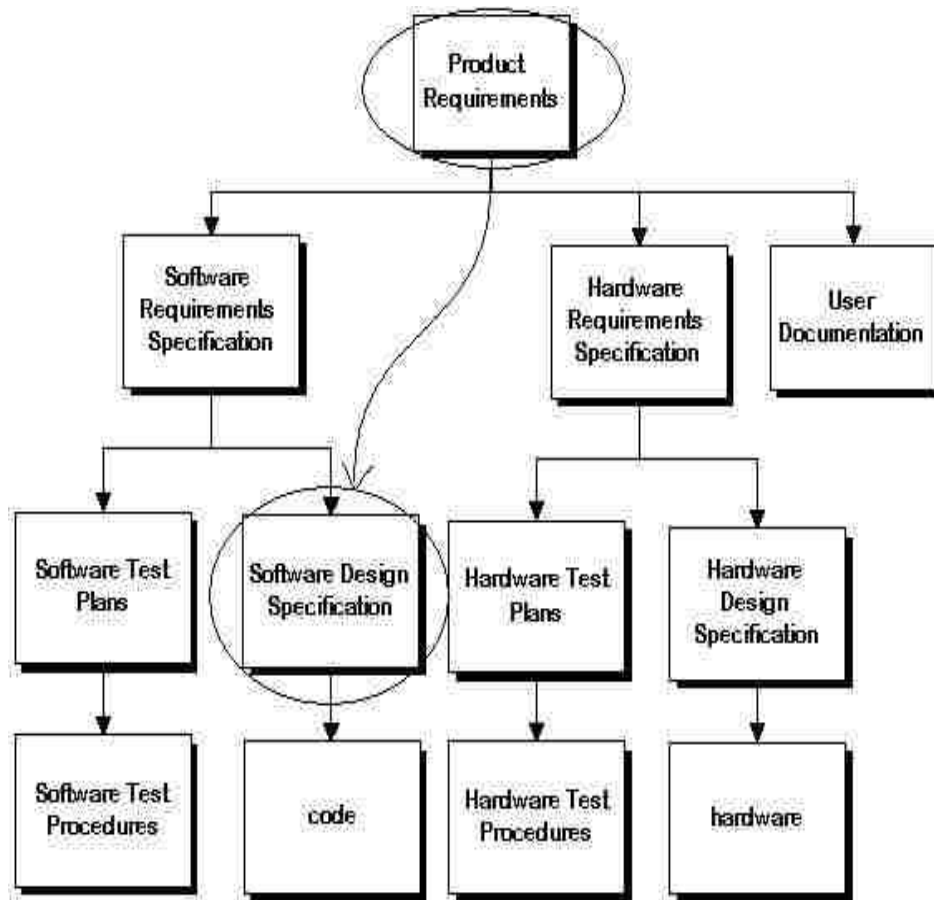 Product
Requirements
Software
Requirements
Specification
Hardware
Requirements
Specification
User
Documentation
Software Test
Plans
Software Design
Specification
Hardware Test
Plans
Hardware
Design
Specification
Software Test
Procedures
code
Hardware Test
Procedures
hardware